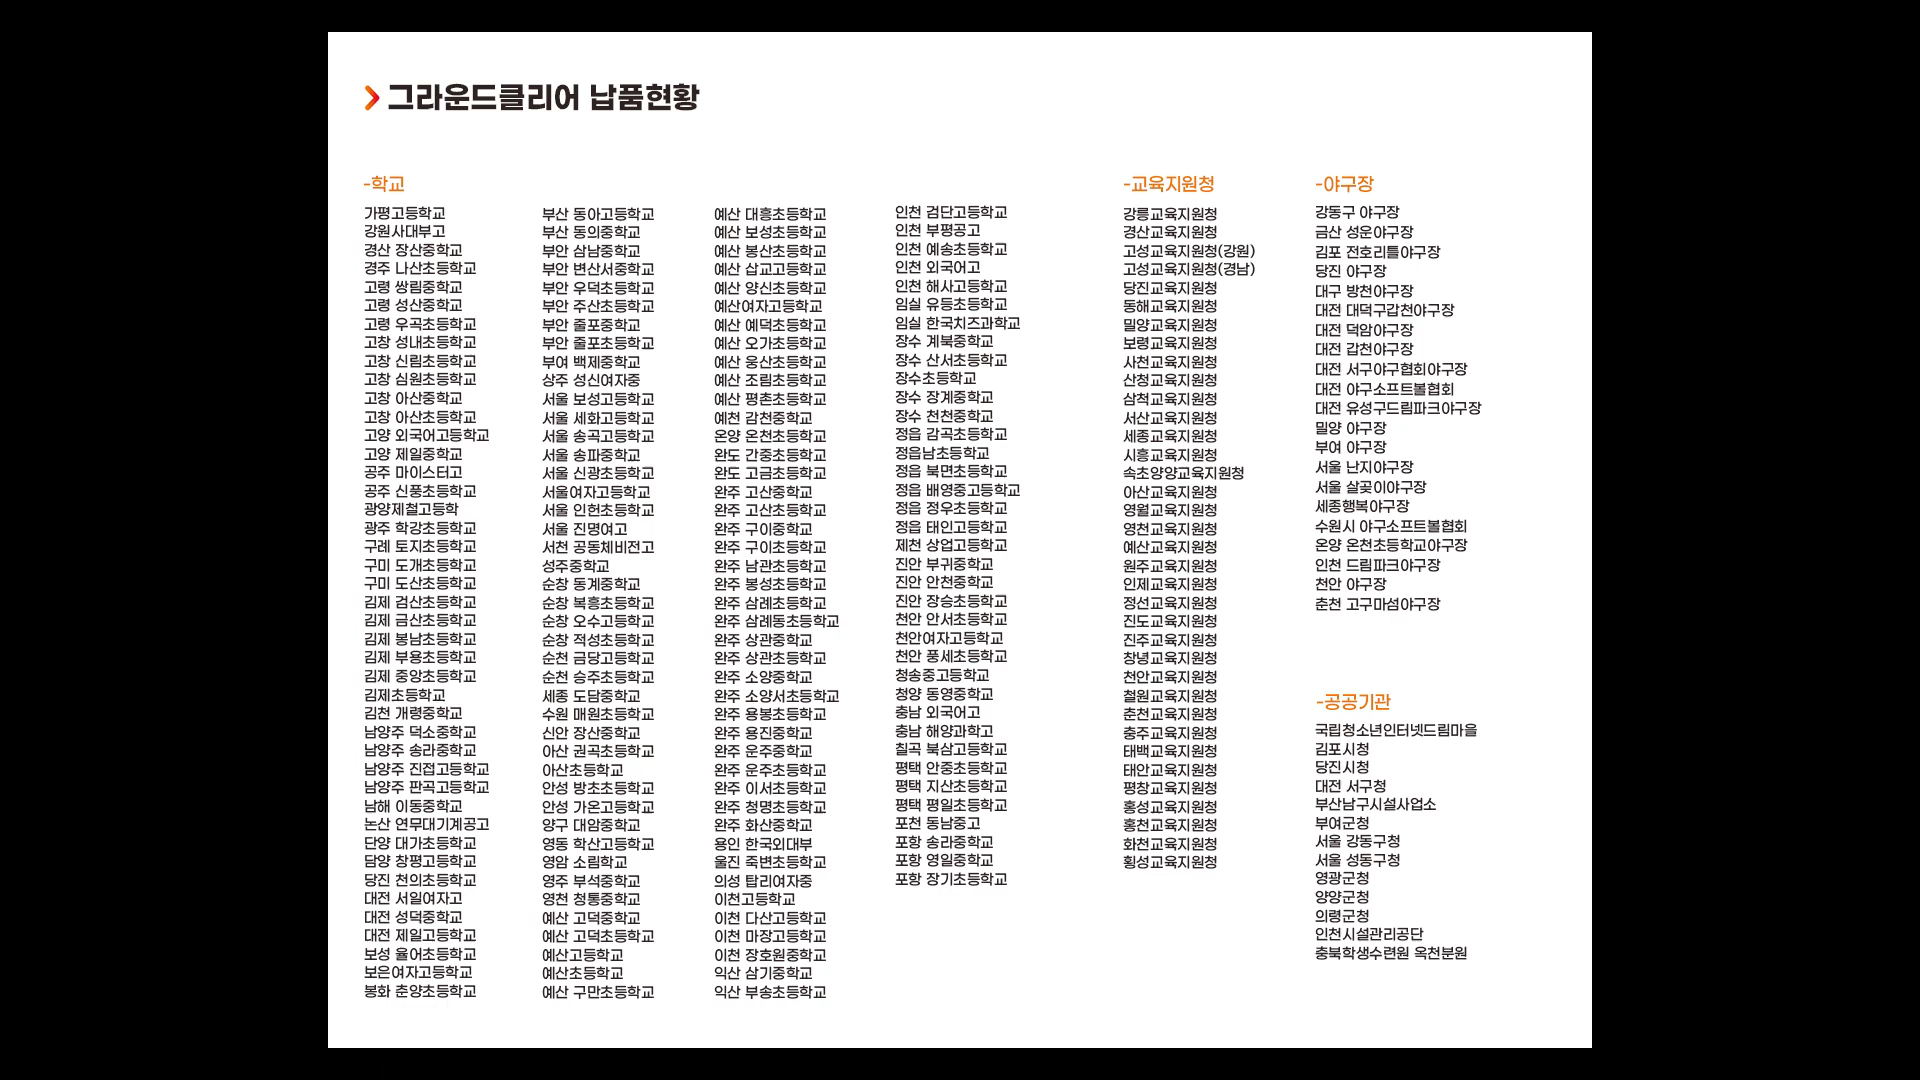 그라운드클리어 납품현황
-학교
가평고등학교
강원사대부고
경산 장산중학교
경주 나산초등학교
고령 쌍림중학교
고령 성산중학교
고령 우곡초등학교
고창 성내초등학교
고창 신림초등학교
고창 심원초등학교
고창 아산중학교
고창 아산초등학교
고양 외국어고등학교
고양 제일중학교
공주 마이스터고
공주 신풍초등학교
광양제철고등학
광주 학강초등학교
구례 토지초등학교
구미 도개초등학교
구미 도산초등학교
김제 검산초등학교
김제 금산초등학교
김제 봉남초등학교
김제 부용초등학교
김제 중앙초등학교
김제초등학교
김천 개령중학교
남양주 덕소중학교
남양주 송라중학교
남양주 진접고등학교
남양주 판곡고등학교
남해 이동중학교
논산 연무대기계공고
단양 대가초등학교
담양 창평고등학교
당진 천의초등학교
대전 서일여자고
대전 성덕중학교
대전 제일고등학교
보성 율어초등학교
보은여자고등학교
봉화 춘양초등학교
부산 동아고등학교
부산 동의중학교
부안 삼남중학교
부안 변산서중학교
부안 우덕초등학교
부안 주산초등학교
부안 줄포중학교
부안 줄포초등학교
부여 백제중학교
상주 성신여자중
서울 보성고등학교
서울 세화고등학교
서울 송곡고등학교
서울 송파중학교
서울 신광초등학교
서울여자고등학교
서울 인헌초등학교
서울 진명여고
서천 공동체비전고
성주중학교
순창 동계중학교
순창 복흥초등학교
순창 오수고등학교
순창 적성초등학교
순천 금당고등학교
순천 승주초등학교
세종 도담중학교
수원 매원초등학교
신안 장산중학교
아산 권곡초등학교
아산초등학교
안성 방초초등학교
안성 가온고등학교
양구 대암중학교
영동 학산고등학교
영암 소림학교
영주 부석중학교
영천 청통중학교
예산 고덕중학교
예산 고덕초등학교
예산고등학교
예산초등학교
예산 구만초등학교
예산 대흥초등학교
예산 보성초등학교
예산 봉산초등학교
예산 삽교고등학교
예산 양신초등학교
예산여자고등학교
예산 예덕초등학교
예산 오가초등학교
예산 웅산초등학교
예산 조림초등학교
예산 평촌초등학교
예천 감천중학교
온양 온천초등학교
완도 간중초등학교
완도 고금초등학교
완주 고산중학교
완주 고산초등학교
완주 구이중학교
완주 구이초등학교
완주 남관초등학교
완주 봉성초등학교
완주 삼례초등학교
완주 삼례동초등학교
완주 상관중학교
완주 상관초등학교
완주 소양중학교
완주 소양서초등학교
완주 용봉초등학교
완주 용진중학교
완주 운주중학교
완주 운주초등학교
완주 이서초등학교
완주 청명초등학교
완주 화산중학교
용인 한국외대부
울진 죽변초등학교
의성 탑리여자중
이천고등학교
이천 다산고등학교
이천 마장고등학교
이천 장호원중학교
익산 삼기중학교
익산 부송초등학교
인천 검단고등학교
인천 부평공고
인천 예송초등학교
인천 외국어고
인천 해사고등학교
임실 유등초등학교
임실 한국치즈과학교
장수 계북중학교
장수 산서초등학교
장수초등학교
장수 장계중학교
장수 천천중학교
정읍 감곡초등학교
정읍남초등학교
정읍 북면초등학교
정읍 배영중고등학교
정읍 정우초등학교
정읍 태인고등학교
제천 상업고등학교
진안 부귀중학교
진안 안천중학교
진안 장승초등학교
천안 안서초등학교
천안여자고등학교
천안 풍세초등학교
청송중고등학교
청양 동영중학교
충남 외국어고
충남 해양과학고
칠곡 북삼고등학교
평택 안중초등학교
평택 지산초등학교
평택 평일초등학교
포천 동남중고
포항 송라중학교
포항 영일중학교
포항 장기초등학교
-교육지원청
강릉교육지원청
경산교육지원청
고성교육지원청(강원)
고성교육지원청(경남)
당진교육지원청
동해교육지원청
밀양교육지원청
보령교육지원청
사천교육지원청
산청교육지원청
삼척교육지원청
서산교육지원청
세종교육지원청
시흥교육지원청
속초양양교육지원청
아산교육지원청
영월교육지원청
영천교육지원청
예산교육지원청
원주교육지원청
인제교육지원청
정선교육지원청
진도교육지원청
진주교육지원청
창녕교육지원청
천안교육지원청
철원교육지원청
춘천교육지원청
충주교육지원청
태백교육지원청
태안교육지원청
평창교육지원청
홍성교육지원청
홍천교육지원청
화천교육지원청
횡성교육지원청
-야구장
강동구 야구장
금산 성운야구장
김포 전호리틀야구장
당진 야구장
대구 방천야구장
대전 대덕구갑천야구장
대전 덕암야구장
대전 갑천야구장
대전 서구야구협회야구장
대전 야구소프트볼협회
대전 유성구드림파크야구장
밀양 야구장
부여 야구장
서울 난지야구장
서울 살곶이야구장
세종행복야구장
수원시 야구소프트볼협회
온양 온천초등학교야구장
인천 드림파크야구장
천안 야구장
춘천 고구마섬야구장
-공공기관
국립청소년인터넷드림마을
김포시청
당진시청
대전 서구청
부산남구시설사업소
부여군청
서울 강동구청
서울 성동구청
영광군청
양양군청
의령군청
인천시설관리공단
충북학생수련원 옥천분원